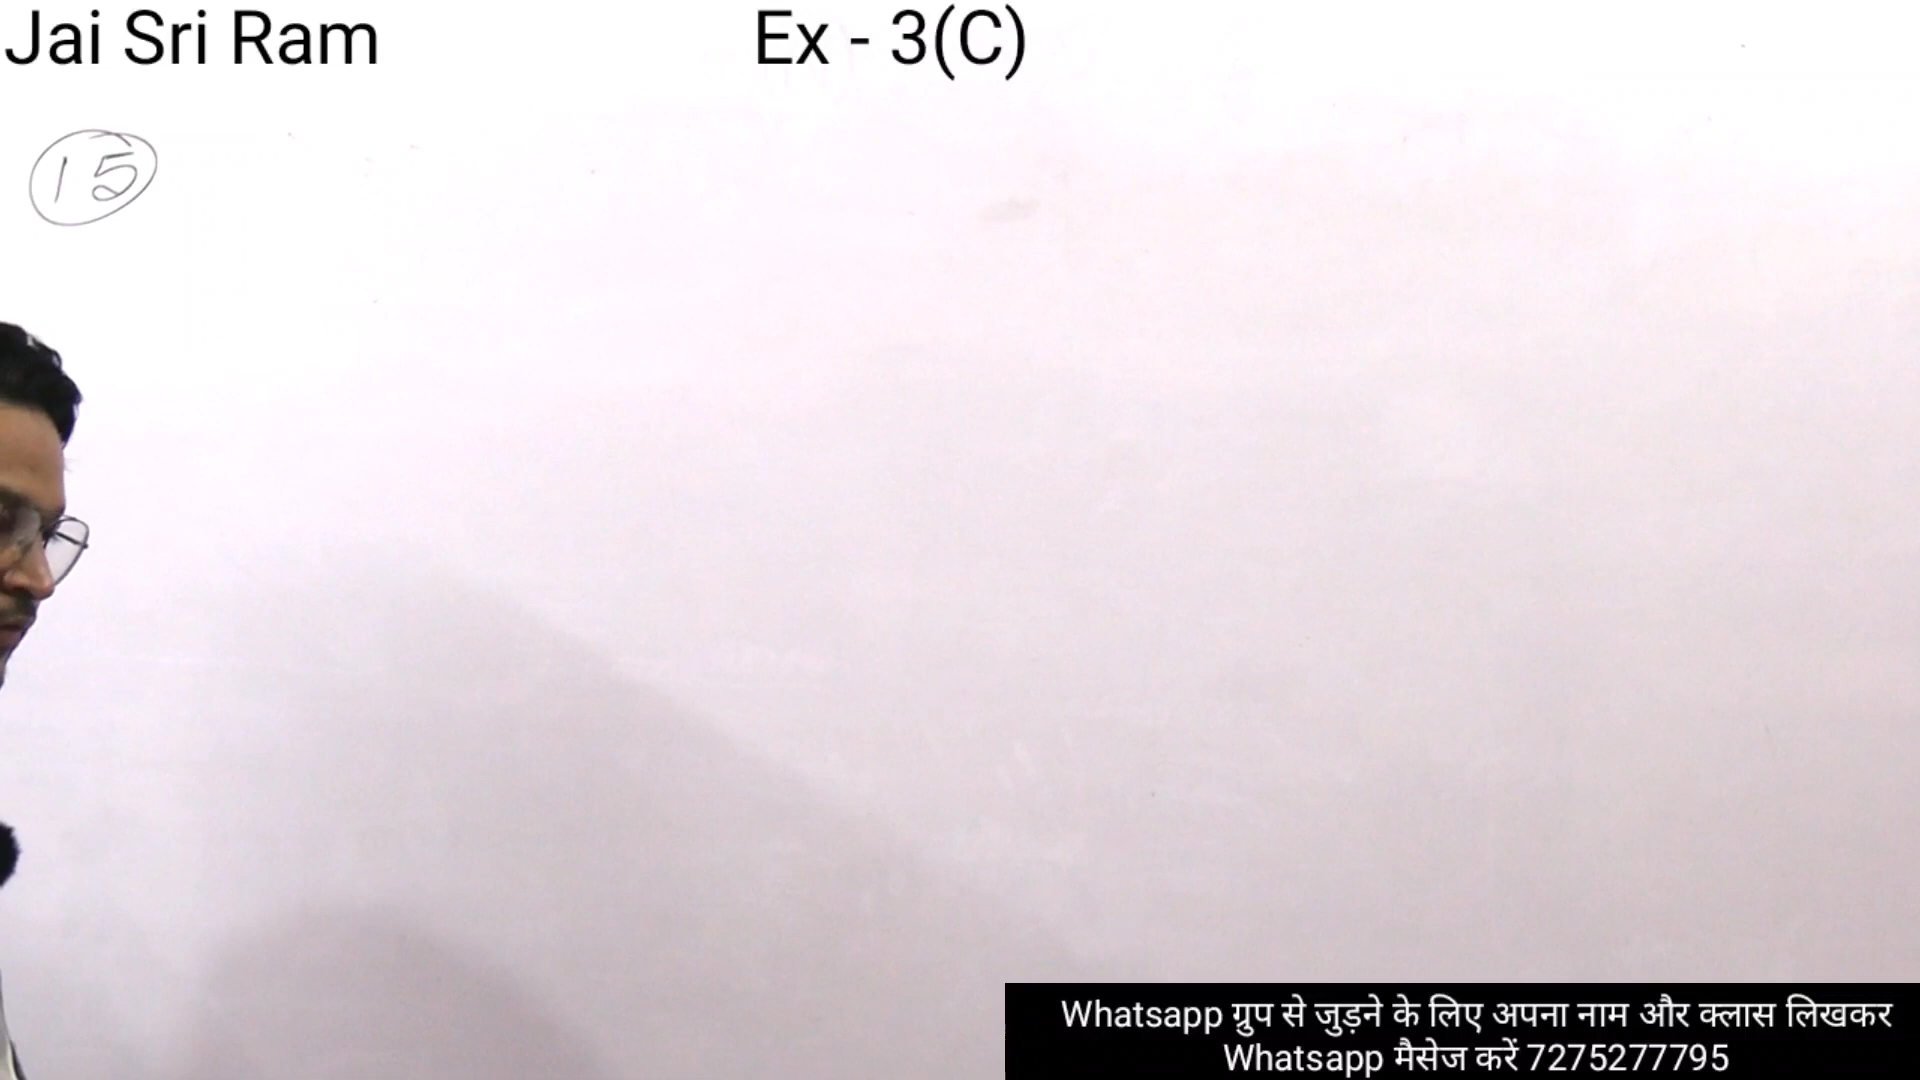 Jai Sri Ram Ex - 3(C)
15
Whatsapp ग्रुप से जुड़ने के लिए अपना नाम और क्लास लिखकर
Whatsapp मैसेज करें 7275277795